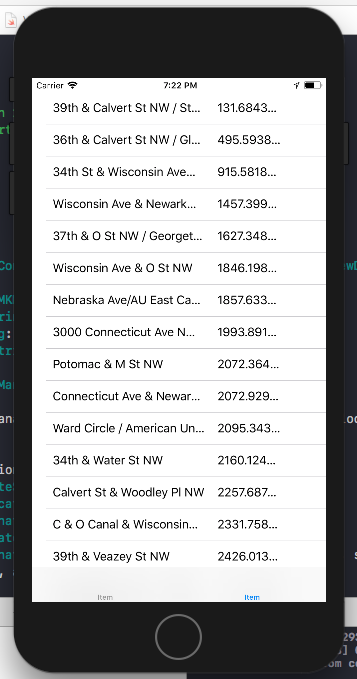 Carrier 7:22 PM
39th & Calvert St NW / St... 131.6843...
36th & Calvert St NW / Gl... 495.5938...
34th St & Wisconsin Ave... 915.5818...
Wisconsin Ave & Newark... 1457.399...
37th & O St NW / Georget... 1627.348...
Wisconsin Ave & O St NW 1846.198...
Nebraska Ave/AU East Ca... 1857.633...
3000 Connecticut Ave N... 1993.891...
Potomac & M St NW 2072.364...
Connecticut Ave & Newar... 2072.929...
Ward Circle / American Un... 2095.343...
34th & Water St NW 2160.124...
Calvert St & Woodley Pl NW 2257.687...
C & O Canal & Wisconsin... 2331.758...
39th & Veazey St NW 2426.013...
Item Item